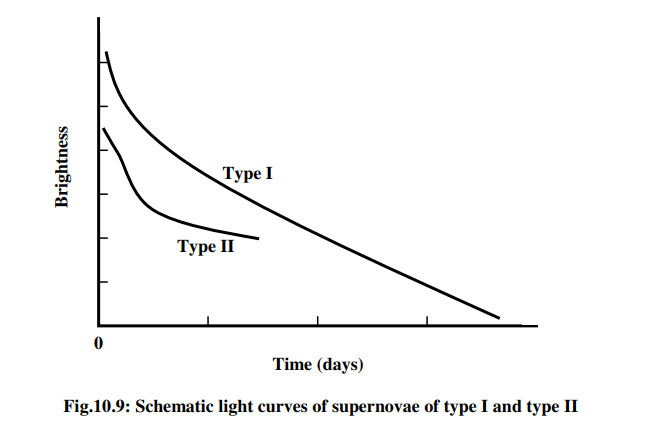 Brightness
Type I
Type II
0
Time (days)
Fig.10.9: Schematic light curves of supernovae of type I and type II